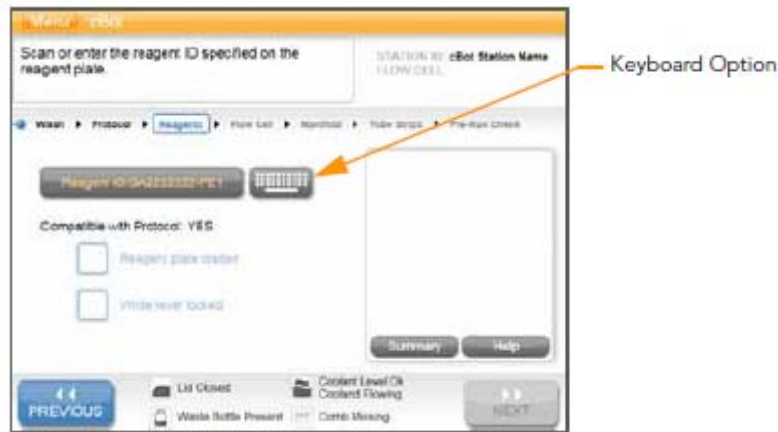 Menu cBot
Scan or enter the reagent ID specified on the
reagent plate.
STATION ID: cBot Station Name
FLOW CELL:
Keyboard Option
Wash Protocol Reagents Flow Cell Manifold Tube Strips Pre-Run Check
Compatible with Protocol: YES
Reagent plate loaded
White lever locked
Summary Help
PREVIOUS
Lid Closed
Waste Bottle Present
Coolant Level Ok
Coolant Flowing
Comb Missing
NEXT